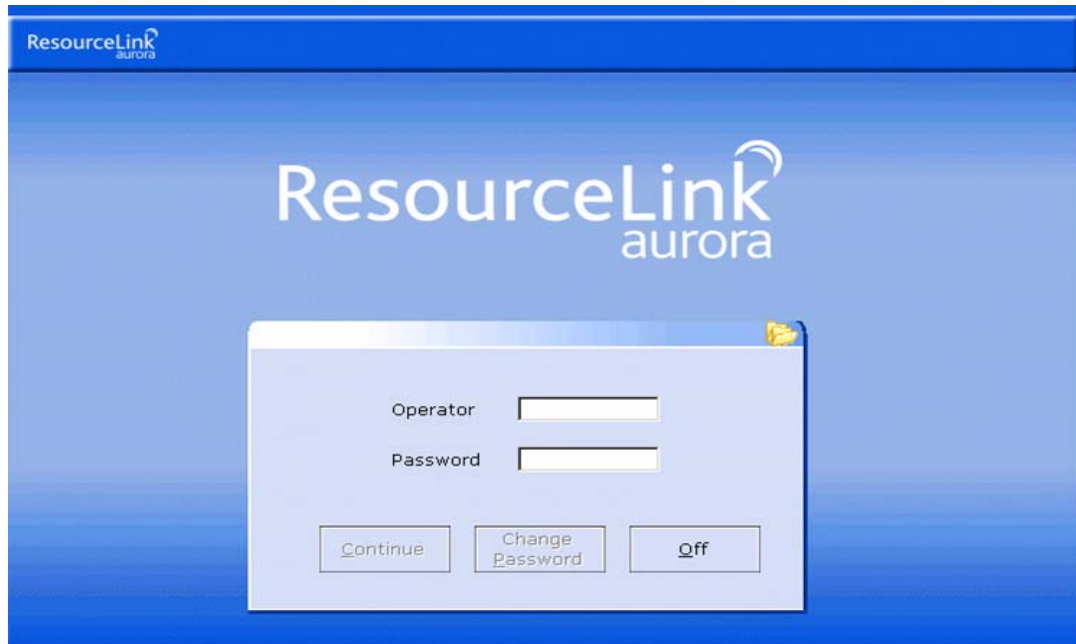 ResourceLink
aurora
ResourceLink
aurora
Operator
Password
Continue
Change
Password
Off